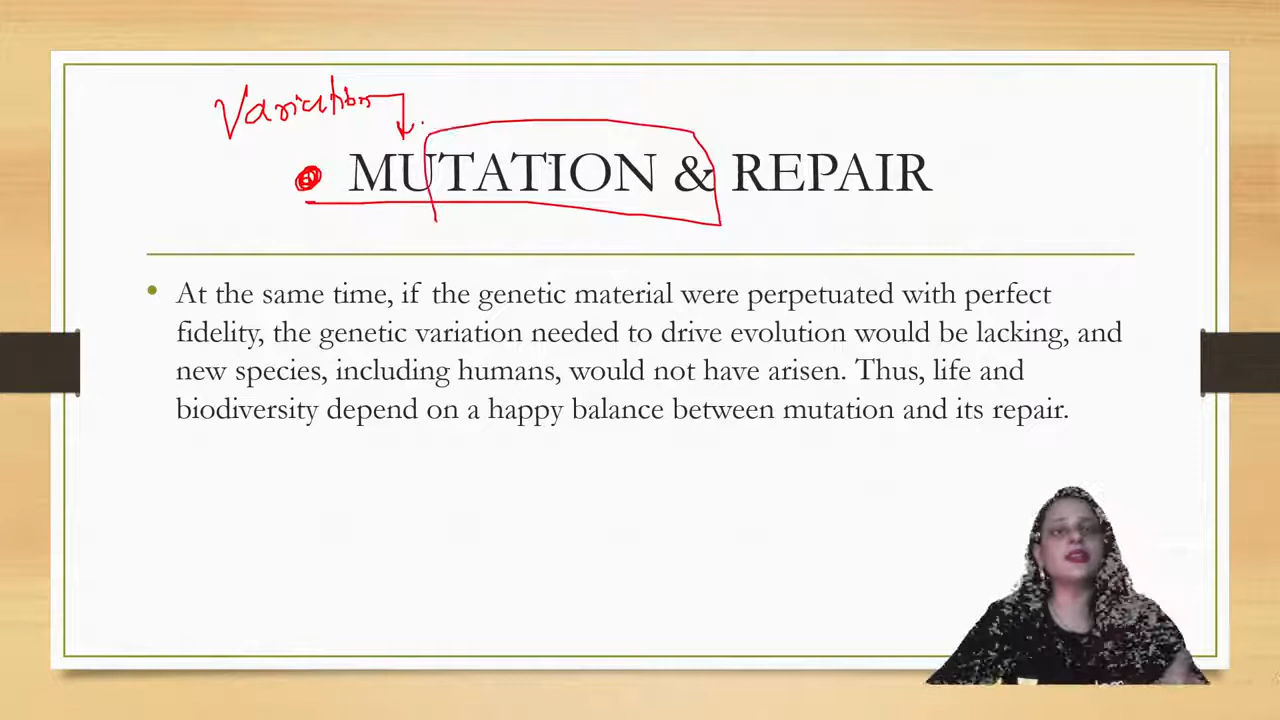 Variation
MUTATION & REPAIR
• At the same time, if the genetic material were perpetuated with perfect
fidelity, the genetic variation needed to drive evolution would be lacking, and
new species, including humans, would not have arisen. Thus, life and
biodiversity depend on a happy balance between mutation and its repair.